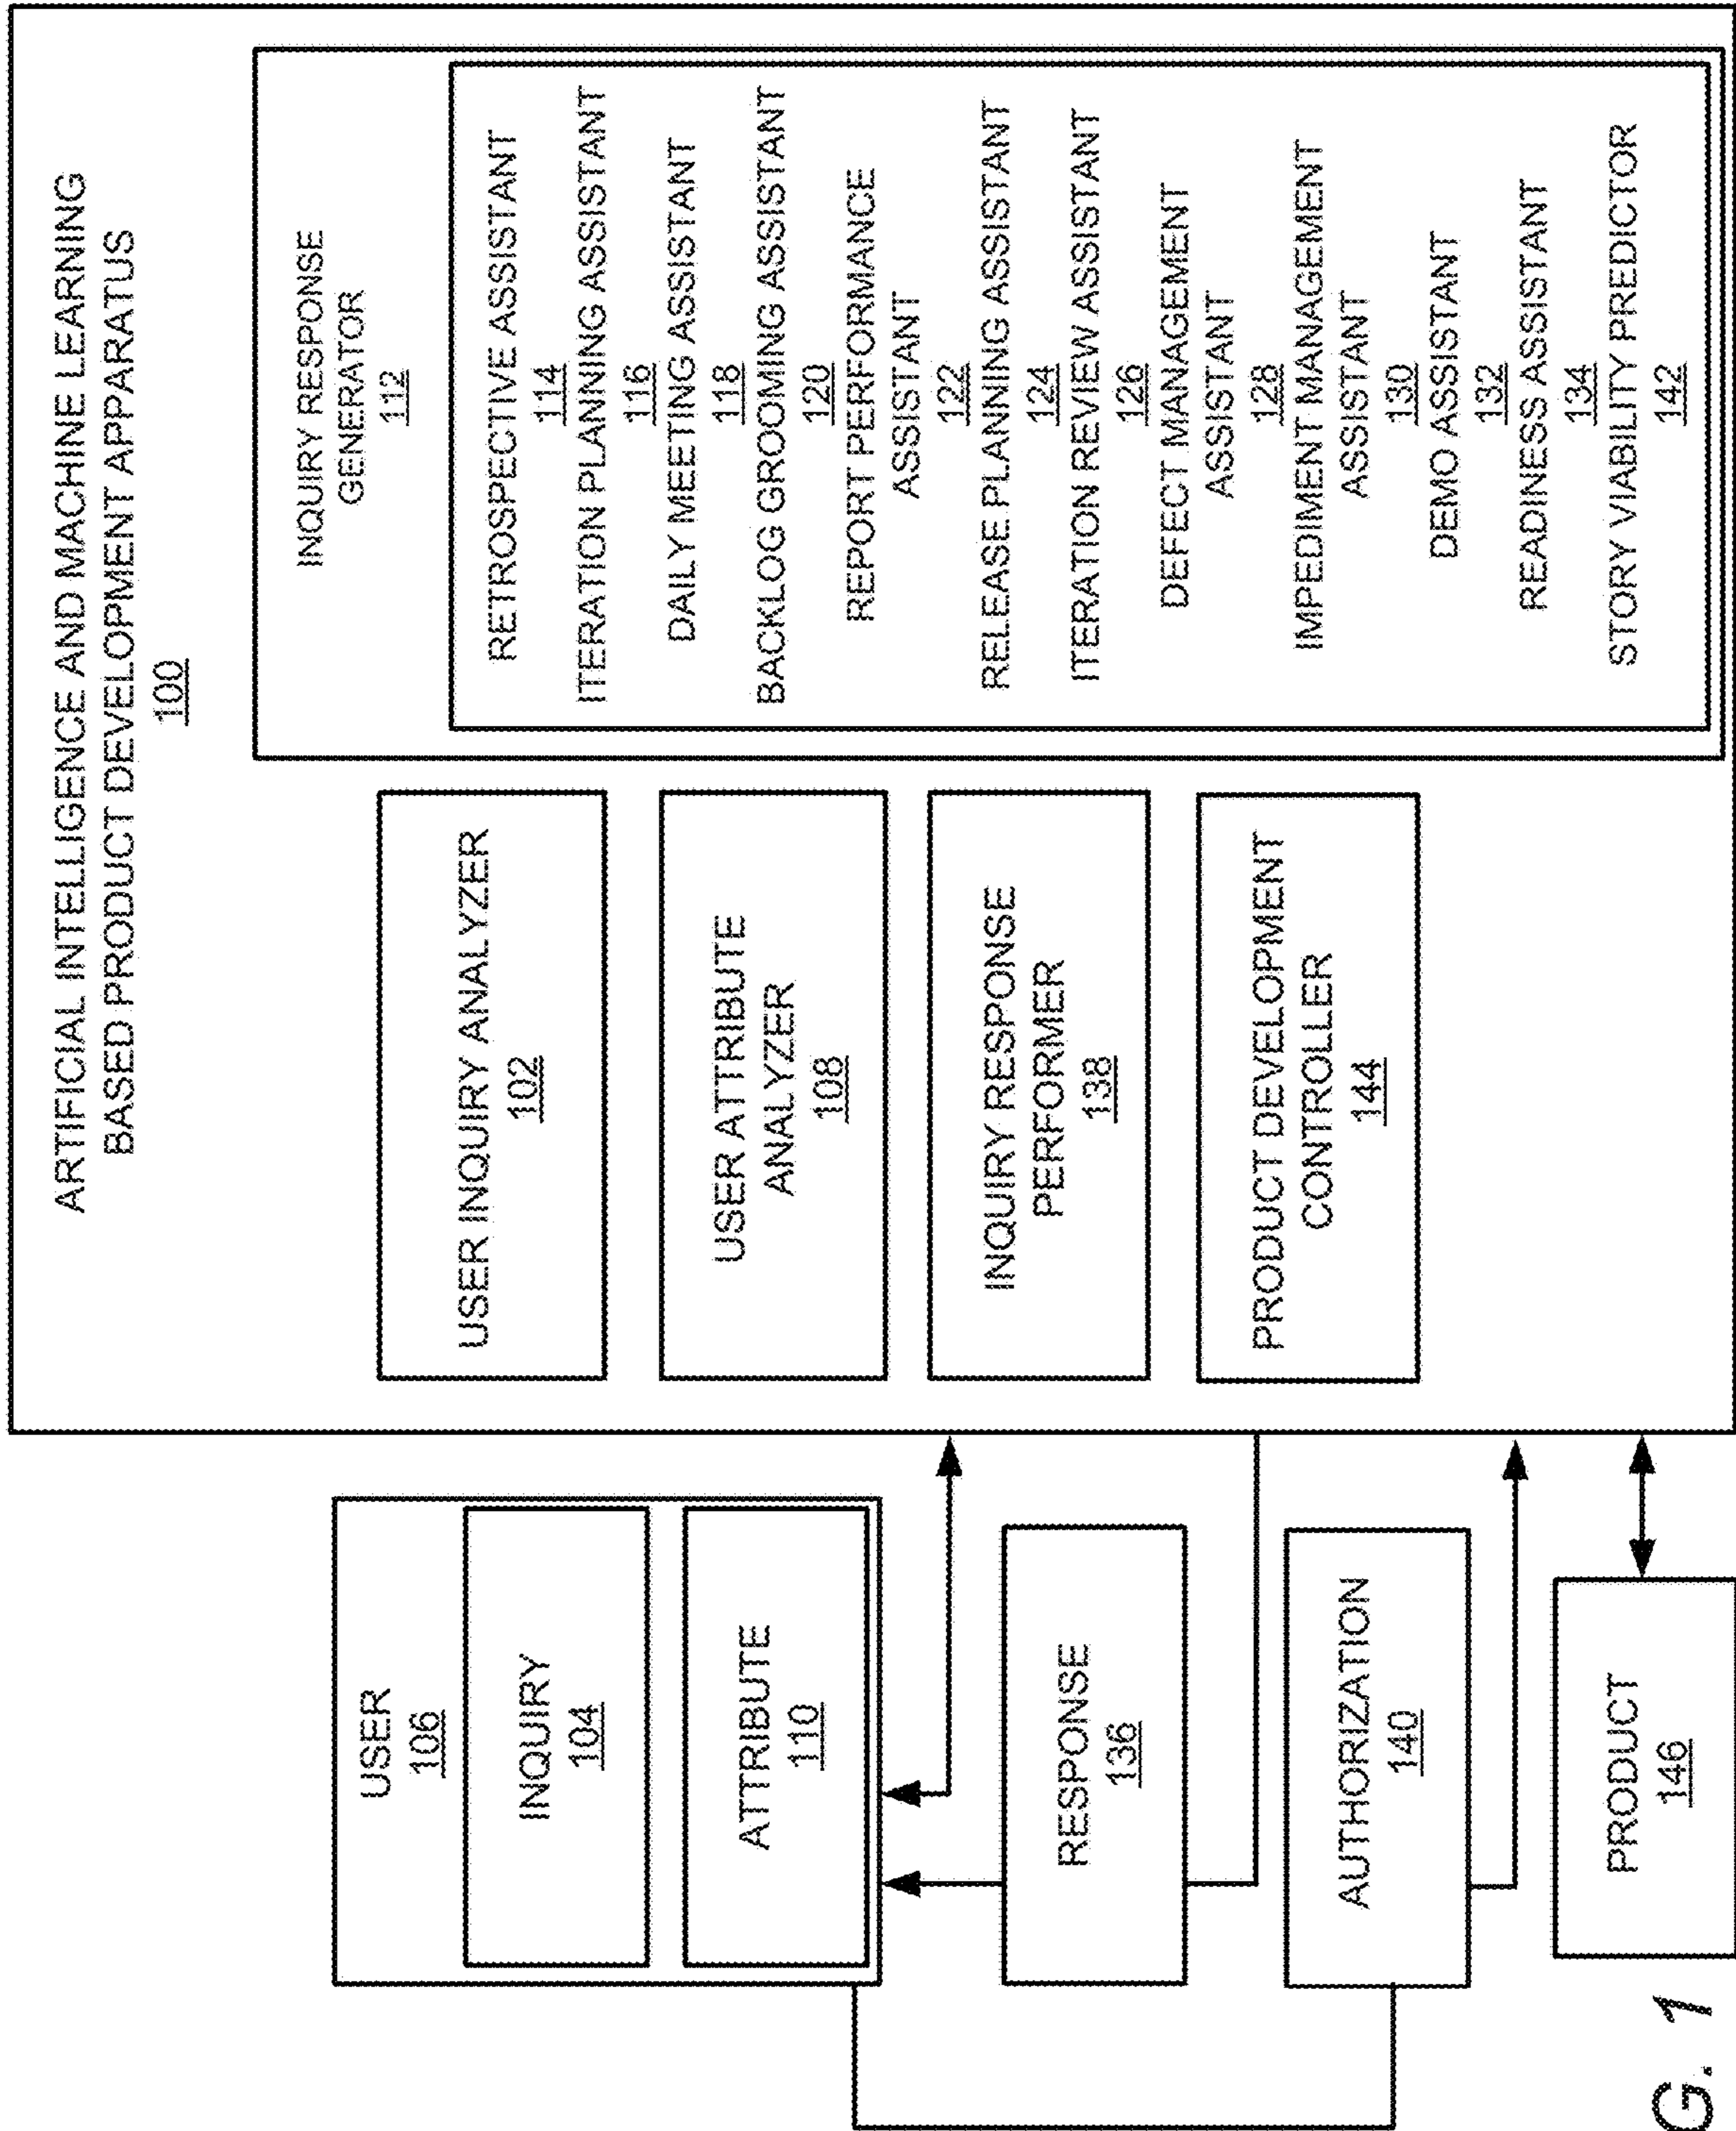 ARTIFICIAL INTELLIGENCE AND MACHINE LEARNING
BASED PRODUCT DEVELOPMENT APPARATUS
100
USER
106
INQUIRY
104
ATTRIBUTE
110
RESPONSE
136
AUTHORIZATION
140
PRODUCT
146
USER INQUIRY ANALYZER
102
USER ATTRIBUTE
ANALYZER
108
INQUIRY RESPONSE
PERFORMER
138
PRODUCT DEVELOPMENT
CONTROLLER
144
INQUIRY RESPONSE
GENERATOR
112
RETROSPECTIVE ASSISTANT
114
ITERATION PLANNING ASSISTANT
116
DAILY MEETING ASSISTANT
118
BACKLOG GROOMING ASSISTANT
120
REPORT PERFORMANCE
ASSISTANT
122
RELEASE PLANNING ASSISTANT
124
ITERATION REVIEW ASSISTANT
126
DEFECT MANAGEMENT
ASSISTANT
128
IMPEDIMENT MANAGEMENT
ASSISTANT
130
DEMO ASSISTANT
132
READINESS ASSISTANT
134
STORY VIABILITY PREDICTOR
142
G. 1